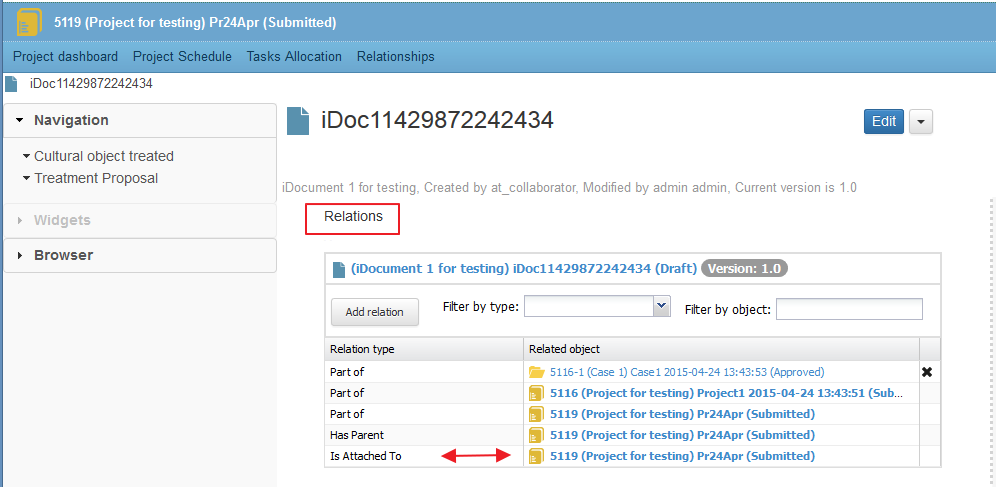 5119 (Project for testing) Pr24Apr (Submitted)
Project dashboard Project Schedule Tasks Allocation Relationships
iDoc11429872242434
Navigation
Cultural object treated
Treatment Proposal
Widgets
Browser
iDoc11429872242434
Edit
iDocument 1 for testing, Created by at_collaborator, Modified by admin admin, Current version is 1.0
Relations
(iDocument 1 for testing) iDoc11429872242434 (Draft) Version: 1.0
Add relation Filter by type: Filter by object:
Relation type Related object
Part of 5116-1 (Case 1) Case1 2015-04-24 13:43:53 (Approved)
Part of 5116 (Project for testing) Project1 2015-04-24 13:43:51 (Sub...
Part of 5119 (Project for testing) Pr24Apr (Submitted)
Has Parent 5119 (Project for testing) Pr24Apr (Submitted)
Is Attached To 5119 (Project for testing) Pr24Apr (Submitted)